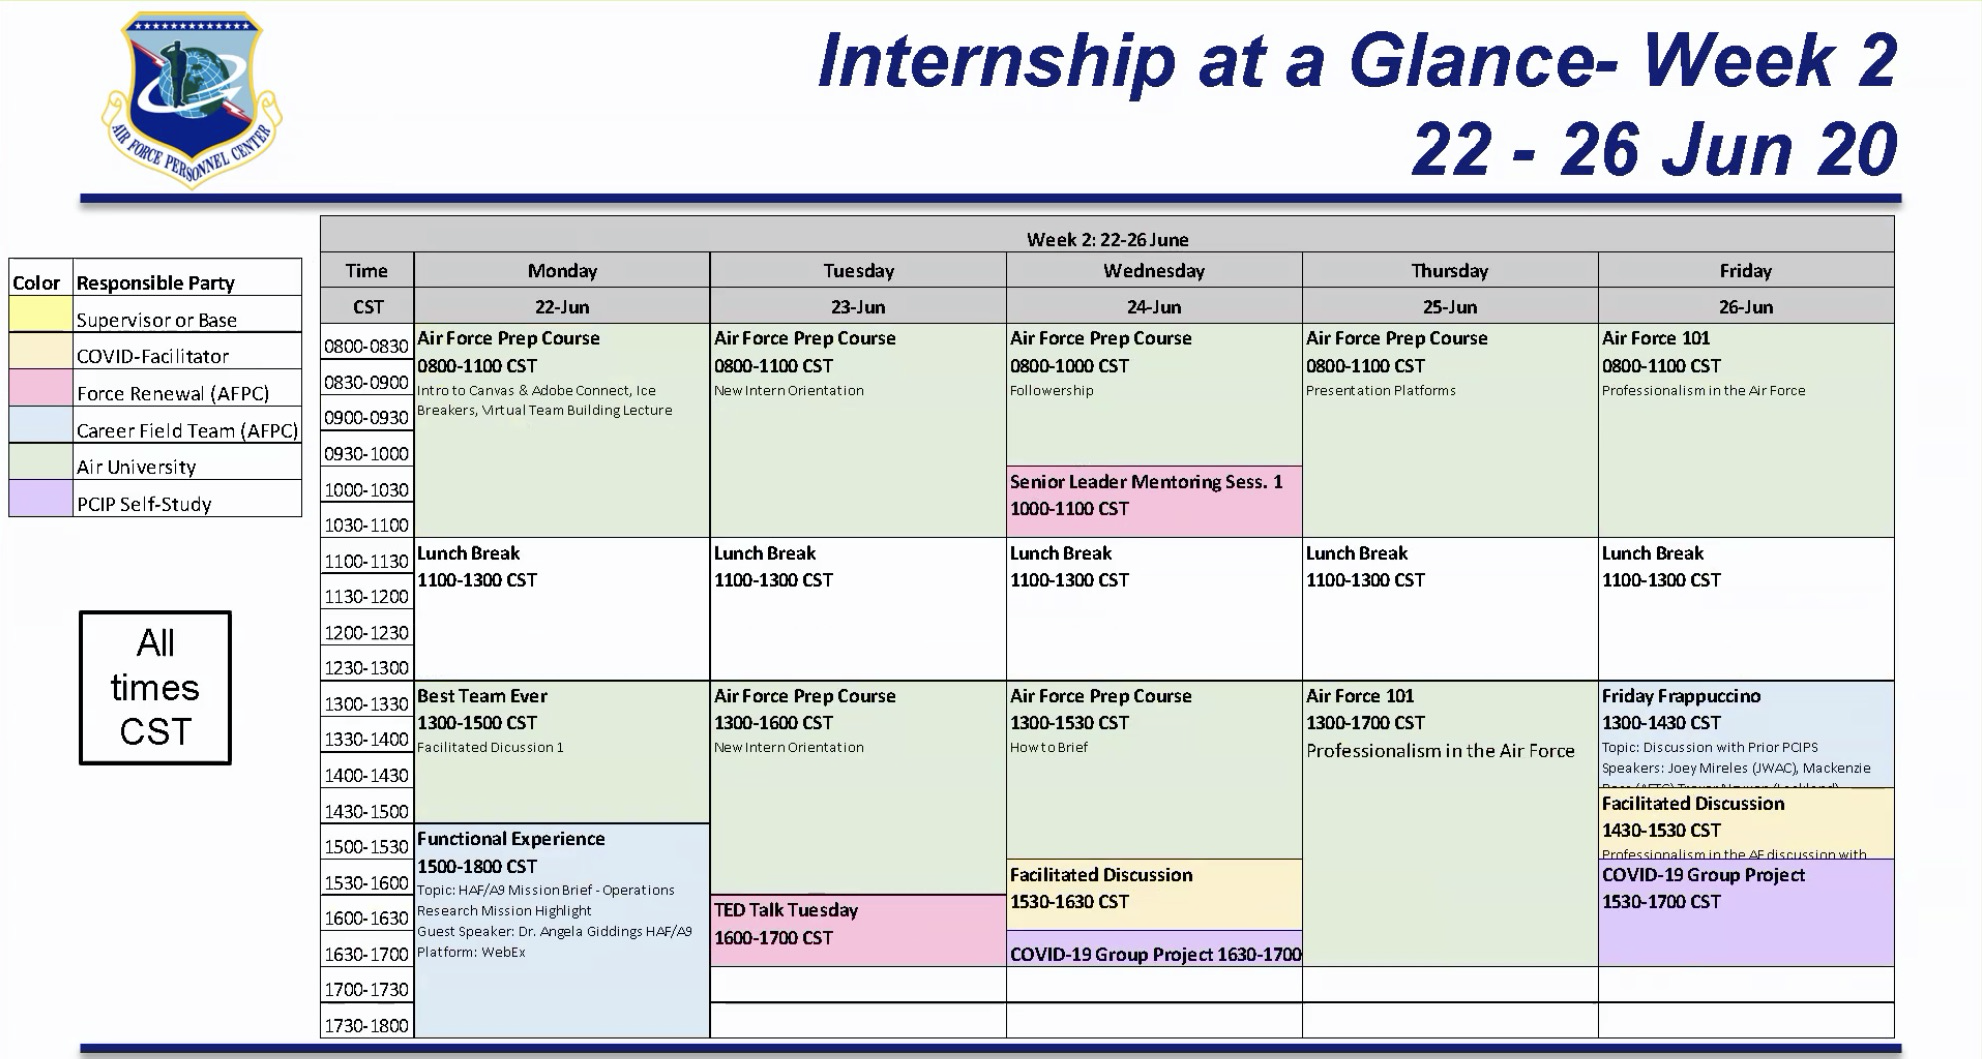 AIR FORCE PERSONNEL CENTER
Internship at a Glance- Week 2
22 - 26 Jun 20
Color Responsible Party
Supervisor or Base
COVID-Facilitator
Force Renewal (AFPC)
Career Field Team (AFPC)
Air University
PCIP Self-Study
All
times
CST
Week 2: 22-26 June
Time Monday Tuesday Wednesday Thursday Friday
CST 22-Jun 23-Jun 24-Jun 25-Jun 26-Jun
0800-0830
0830-0900
0900-0930
0930-1000
1000-1030
1030-1100
1100-1130
1130-1200
1200-1230
1230-1300
1300-1330
1330-1400
1400-1430
1430-1500
1500-1530
1530-1600
1600-1630
1630-1700
1700-1730
1730-1800
Air Force Prep Course
0800-1100 CST
Intro to Canvas & Adobe Connect, Ice
Breakers, Virtual Team Building Lecture
Lunch Break
1100-1300 CST
Best Team Ever
1300-1500 CST
Facilitated Dicussion 1
Functional Experience
1500-1800 CST
Topic: HAF/A9 Mission Brief - Operations
Research Mission Highlight
Guest Speaker: Dr. Angela Giddings HAF/A9
Platform: WebEx
Air Force Prep Course
0800-1100 CST
New Intern Orientation
Lunch Break
1100-1300 CST
Air Force Prep Course
1300-1600 CST
New Intern Orientation
TED Talk Tuesday
1600-1700 CST
Air Force Prep Course
0800-1000 CST
Followership
Senior Leader Mentoring Sess. 1
1000-1100 CST
Lunch Break
1100-1300 CST
Air Force Prep Course
1300-1530 CST
How to Brief
Facilitated Discussion
1530-1630 CST
COVID-19 Group Project 1630-1700
Air Force Prep Course
0800-1100 CST
Presentation Platforms
Lunch Break
1100-1300 CST
Air Force 101
1300-1700 CST
Professionalism in the Air Force
Air Force 101
0800-1100 CST
Professionalism in the Air Force
Lunch Break
1100-1300 CST
Friday Frappuccino
1300-1430 CST
Topic: Discussion with Prior PCIPS
Speakers: Joey Mireles (JWAC), Mackenzie
Facilitated Discussion
1430-1530 CST
Professionalism in the AF discussion with
COVID-19 Group Project
1530-1700 CST